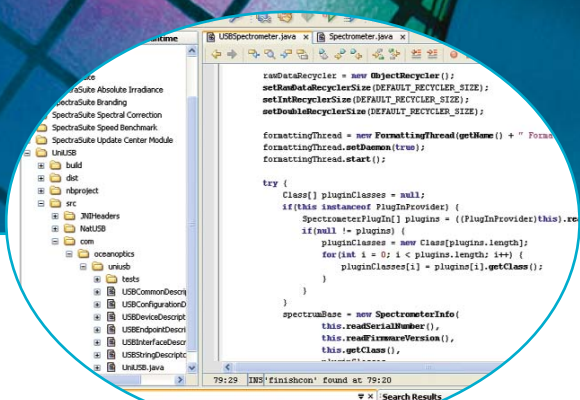 ntime
USBSpectrometer.java x
Spectrometer.java x
SpectraSuite Absolute Irradiance
SpectraSuite Branding
SpectraSuite Spectral Correction
SpectraSuite Speed Benchmark
SpectraSuite Update Center Module
UniUSB
build
dist
nbproject
src
JNIHeaders
NatUSB
com
oceanoptics
uniusb
tests
USBCommonDescrip
USBConfigurationD
USBDeviceDescript
USBEndpointDescri
USBInterfaceDescr
USBStringDescripto
UniUSB.java
rawDataRecycler = new ObjectRecycler();
setRawDataRecyclerSize(DEFAULT_RECYCLER_SIZE);
setIntRecyclerSize(DEFAULT_RECYCLER_SIZE);
setDoubleRecyclerSize(DEFAULT_RECYCLER_SIZE);
formattingThread = new FormattingThread(getName() + " Forma
formattingThread.setDaemon(true);
formattingThread.start();
try {
Class[] pluginClasses = null;
if(this instanceof PlugInProvider) {
SpectrometerPlugIn[] plugins = ((PlugInProvider)this).re
if(null != plugins) {
pluginClasses = new Class[plugins.length];
for(int i = 0; i < plugins.length; i++) {
pluginClasses[i] = plugins[i].getClass();
}
}
}
spectrumBase = new SpectrometerInfo(
this.readSerialNumber(),
this.readFirmwareVersion(),
this.getClass(),
79:29 INS 'finishcon' found at 79:20
Search Results